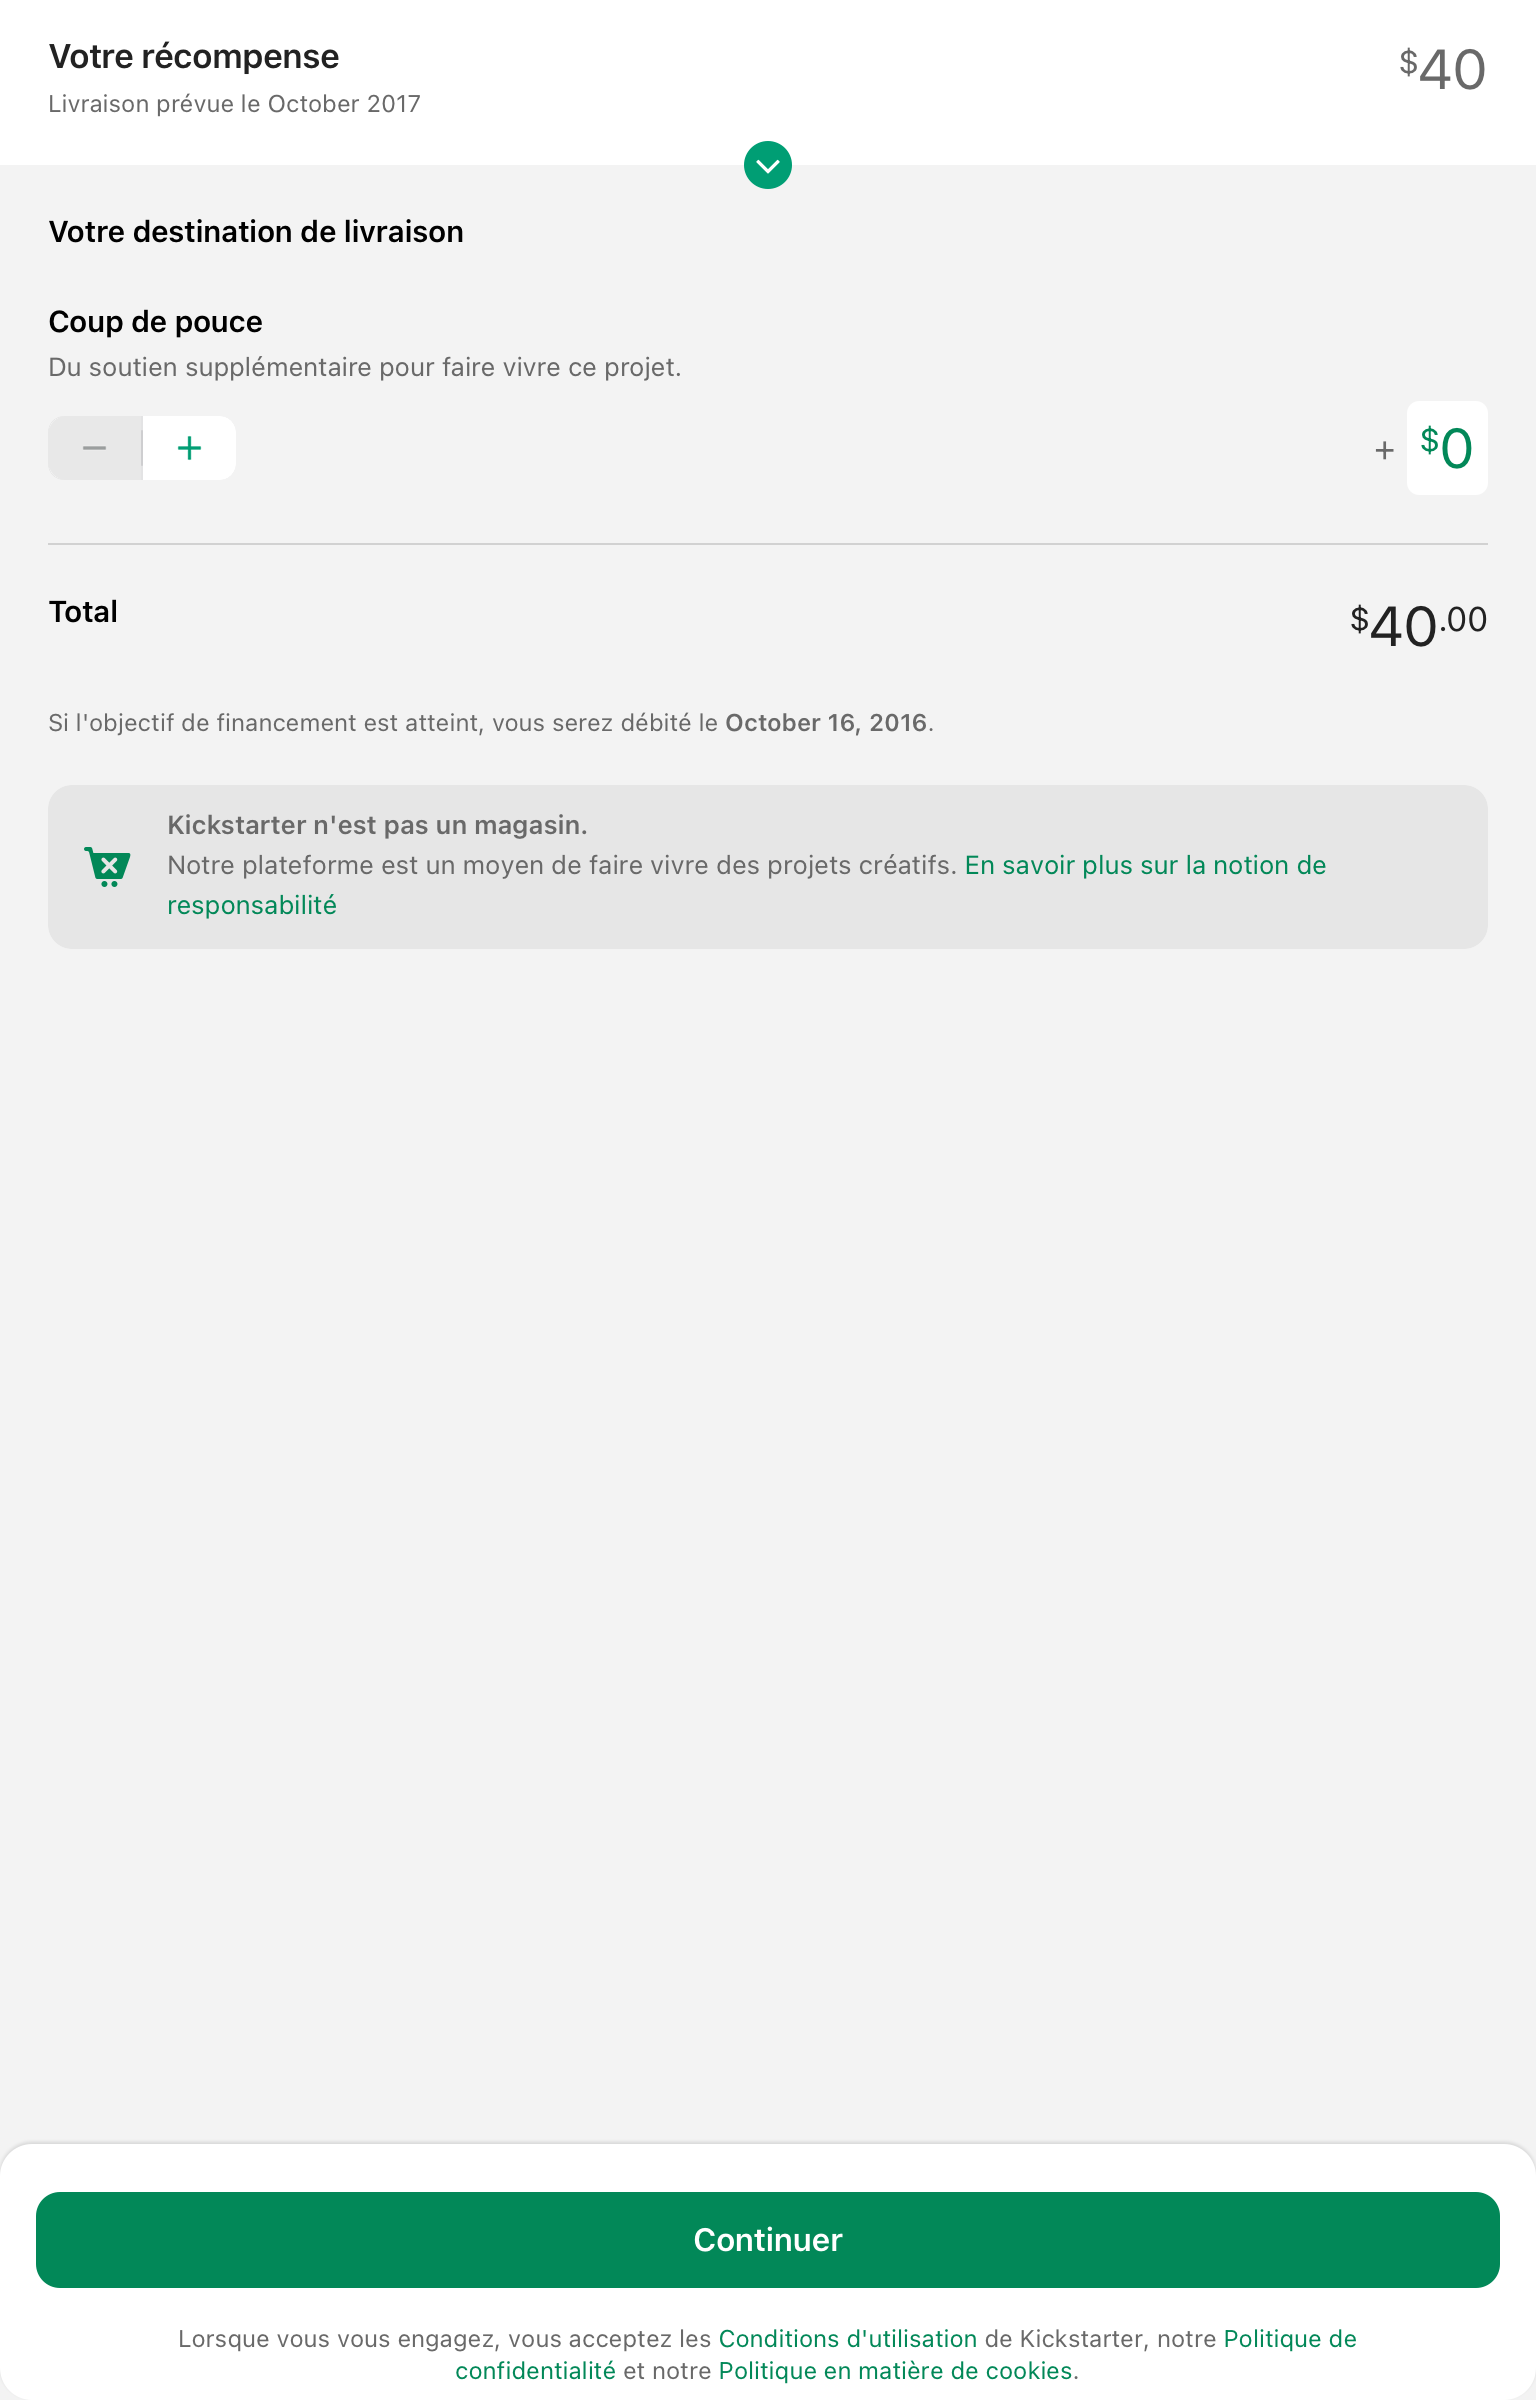 Votre récompense
$40
Livraison prévue le October 2017
Votre destination de livraison
Coup de pouce
Du soutien supplémentaire pour faire vivre ce projet.
− + + $0
Total
$40.00
Si l'objectif de financement est atteint, vous serez débité le October 16, 2016.
Kickstarter n'est pas un magasin.
Notre plateforme est un moyen de faire vivre des projets créatifs. En savoir plus sur la notion de
responsabilité
Continuer
Lorsque vous vous engagez, vous acceptez les Conditions d'utilisation de Kickstarter, notre Politique de
confidentialité et notre Politique en matière de cookies.